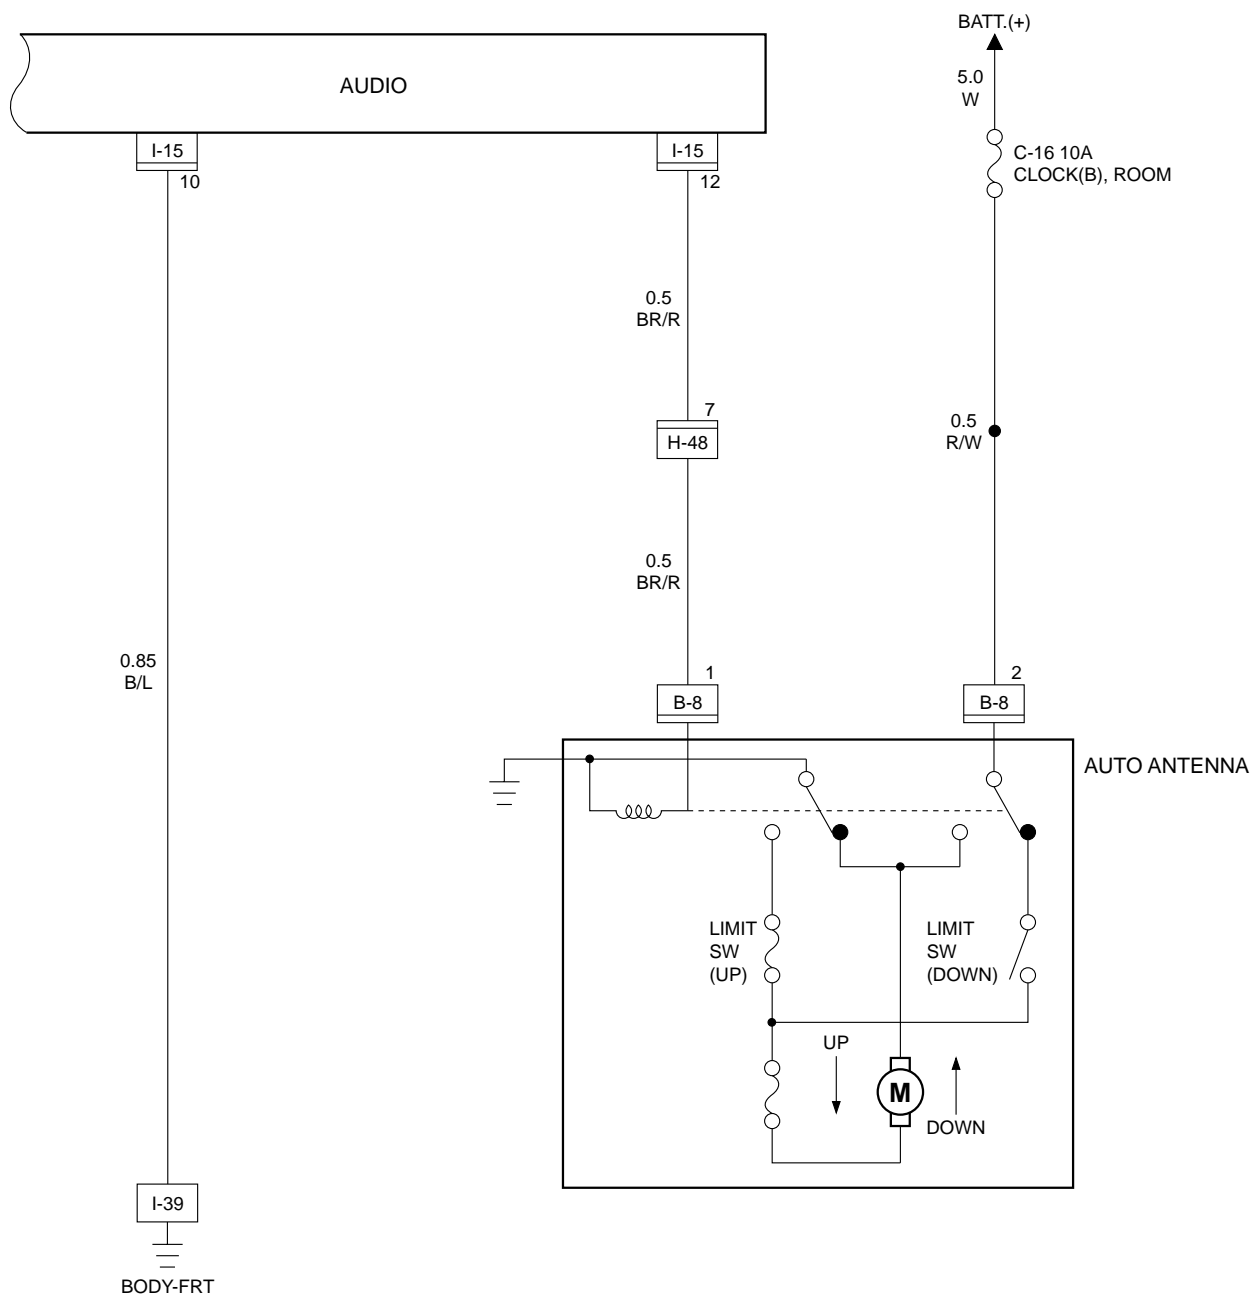 BATT.(+)
5.0
W
AUDIO
I-15
10
I-15
12
C-16 10A
CLOCK(B), ROOM
0.5
BR/R
7
H-48
0.5
R/W
0.5
BR/R
0.85
B/L
1
B-8
2
B-8
AUTO ANTENNA
LIMIT
SW
(UP)
LIMIT
SW
(DOWN)
UP
M
DOWN
I-39
BODY-FRT